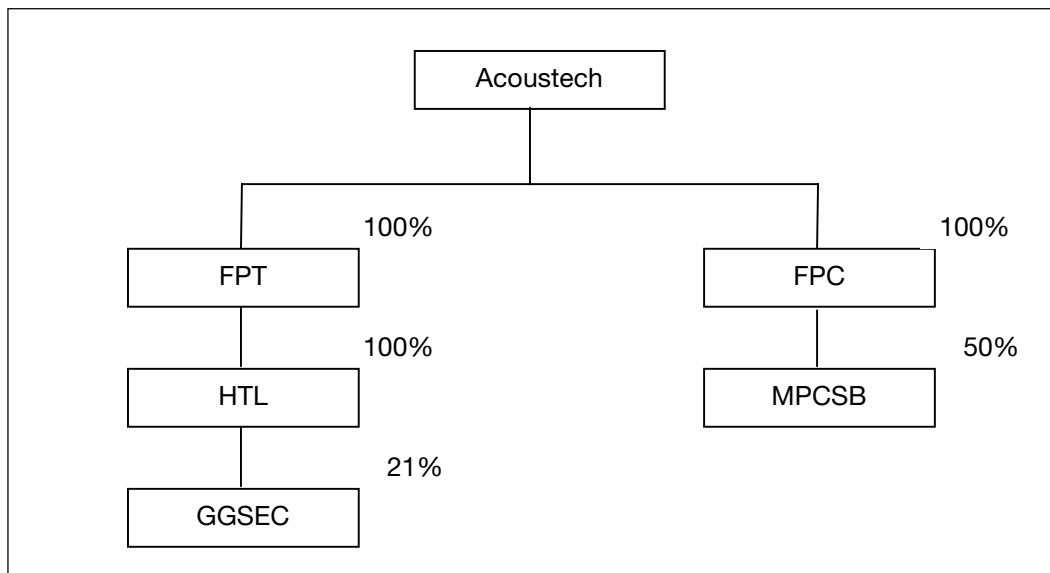 Acoustech
100%
100%
FPT
FPC
100%
50%
HTL
MPCSB
21%
GGSEC